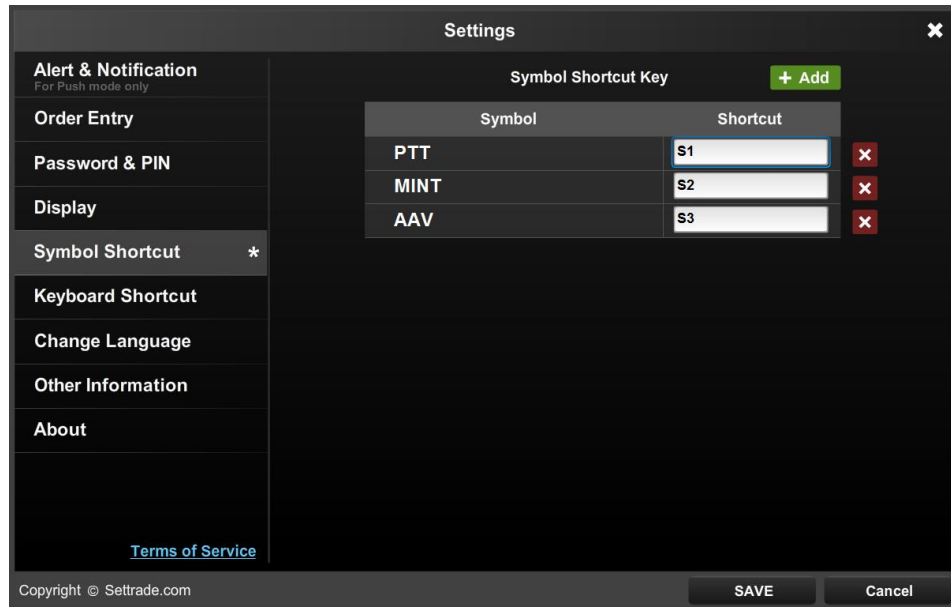 Settings
Alert & Notification
For Push mode only
Order Entry
Password & PIN
Display
Symbol Shortcut *
Keyboard Shortcut
Change Language
Other Information
About
Terms of Service
Symbol Shortcut Key
+ Add
Symbol Shortcut
PTT S1
MINT S2
AAV S3
Copyright © Settrade.com
SAVE Cancel